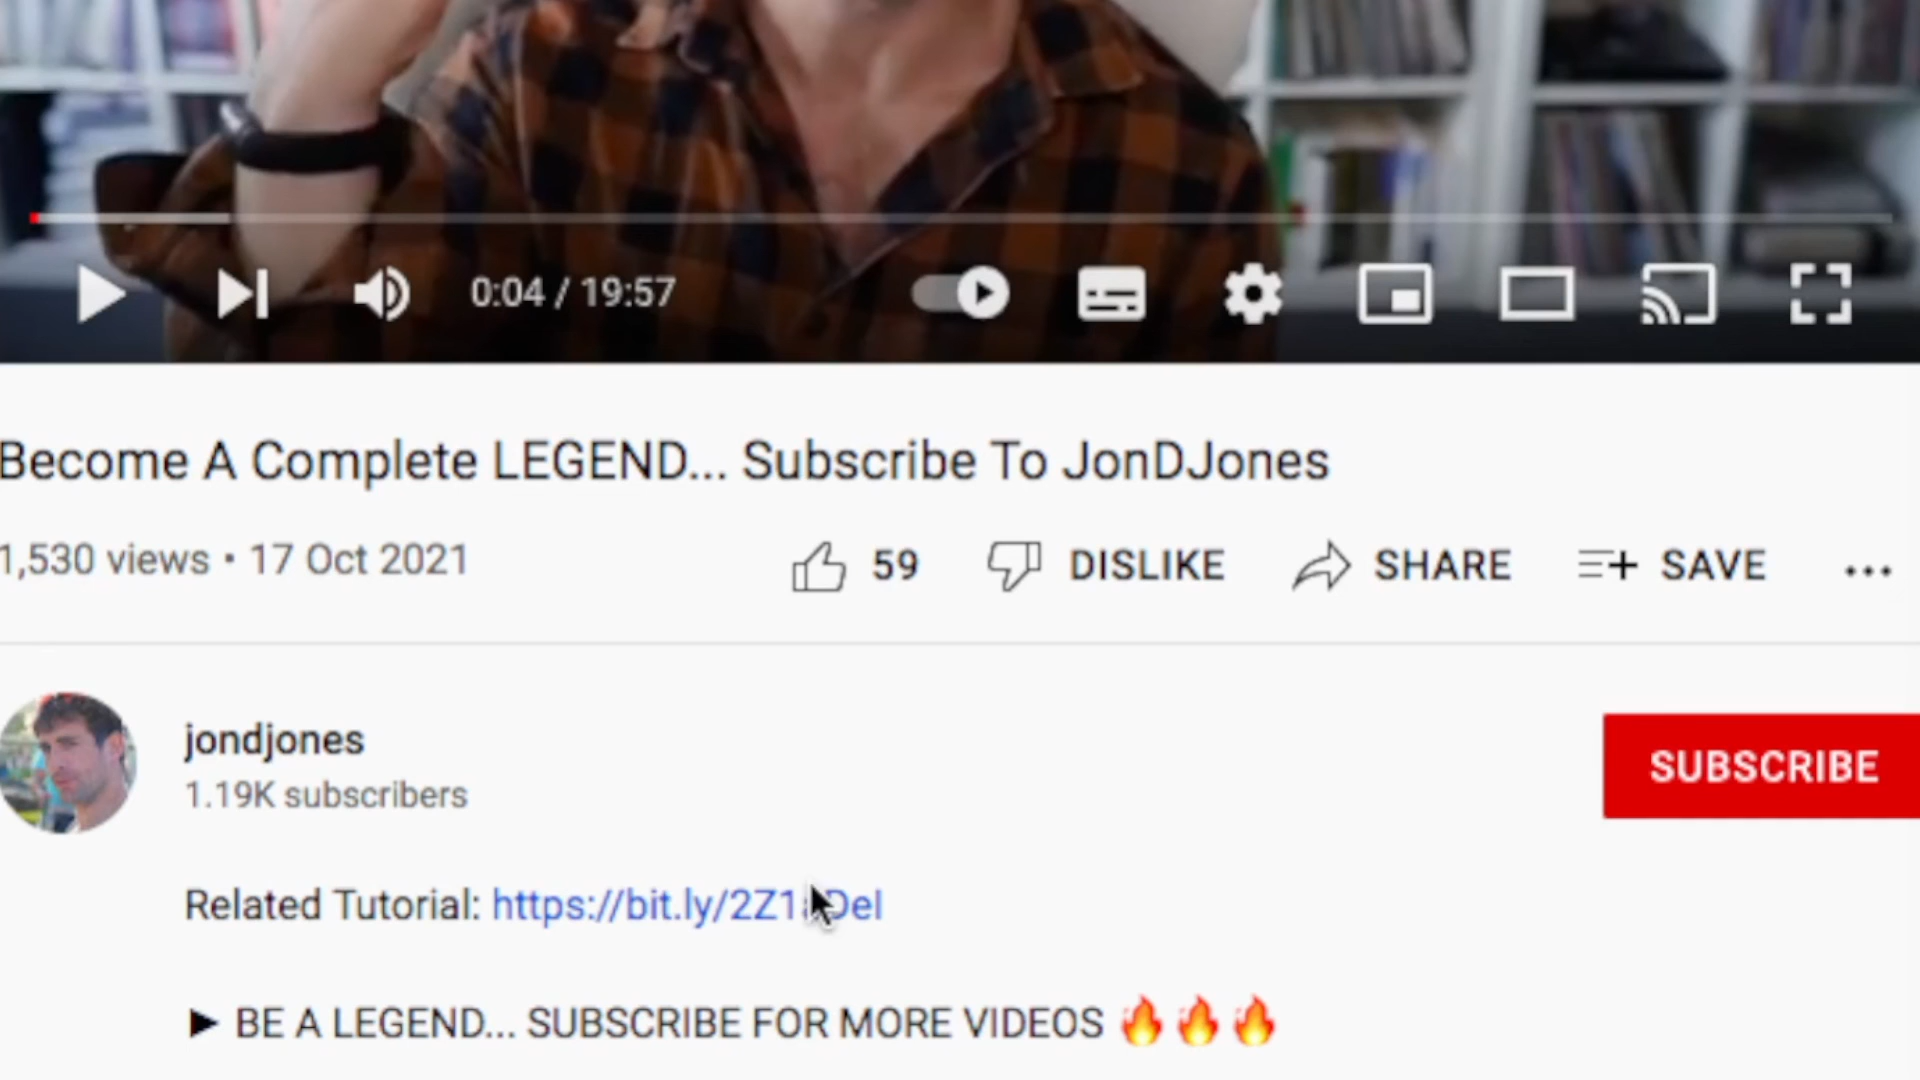 0:04 / 19:57
Become A Complete LEGEND... Subscribe To JonDJones
1,530 views • 17 Oct 2021
59 DISLIKE SHARE SAVE ...
jondjones
1.19K subscribers
SUBSCRIBE
Related Tutorial:
▶ BE A LEGEND... SUBSCRIBE FOR MORE VIDEOS 🔥🔥🔥